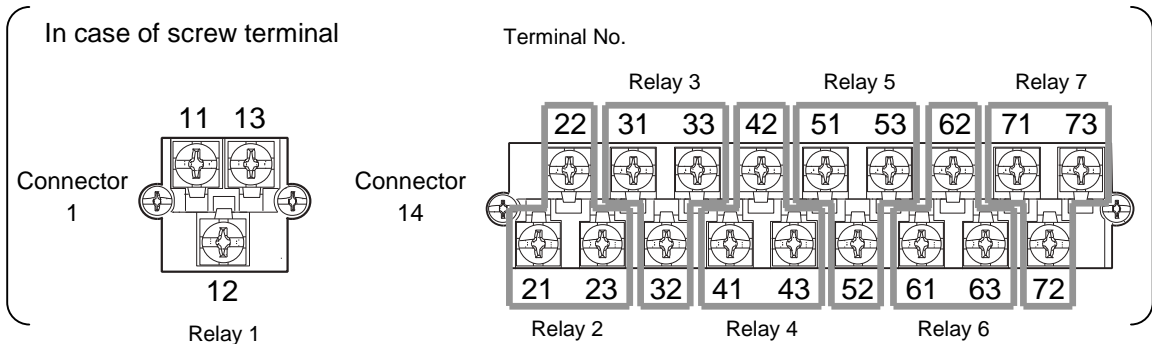 In case of screw terminal
Terminal No.
Relay 3 Relay 5 Relay 7
11 13
22 31 33 42 51 53 62 71 73
Connector
1
Connector
14
12
21 23 32 41 43 52 61 63 72
Relay 1
Relay 2 Relay 4 Relay 6